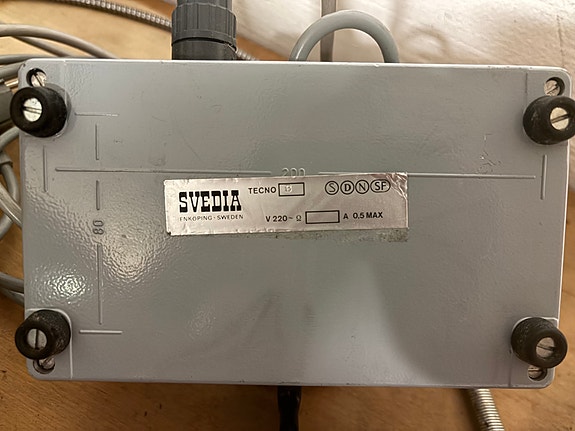 200
SVEDIA
ENKÖPING - SWEDEN
TECNO 15 S D N SF
V 220~ Ω A 0.5 MAX
80